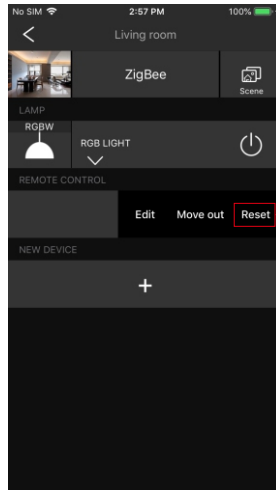 No SIM 2:57 PM 100%
Living room
ZigBee
Scene
LAMP
RGBW
RGB LIGHT
REMOTE CONTROL
Edit Move out Reset
NEW DEVICE
+